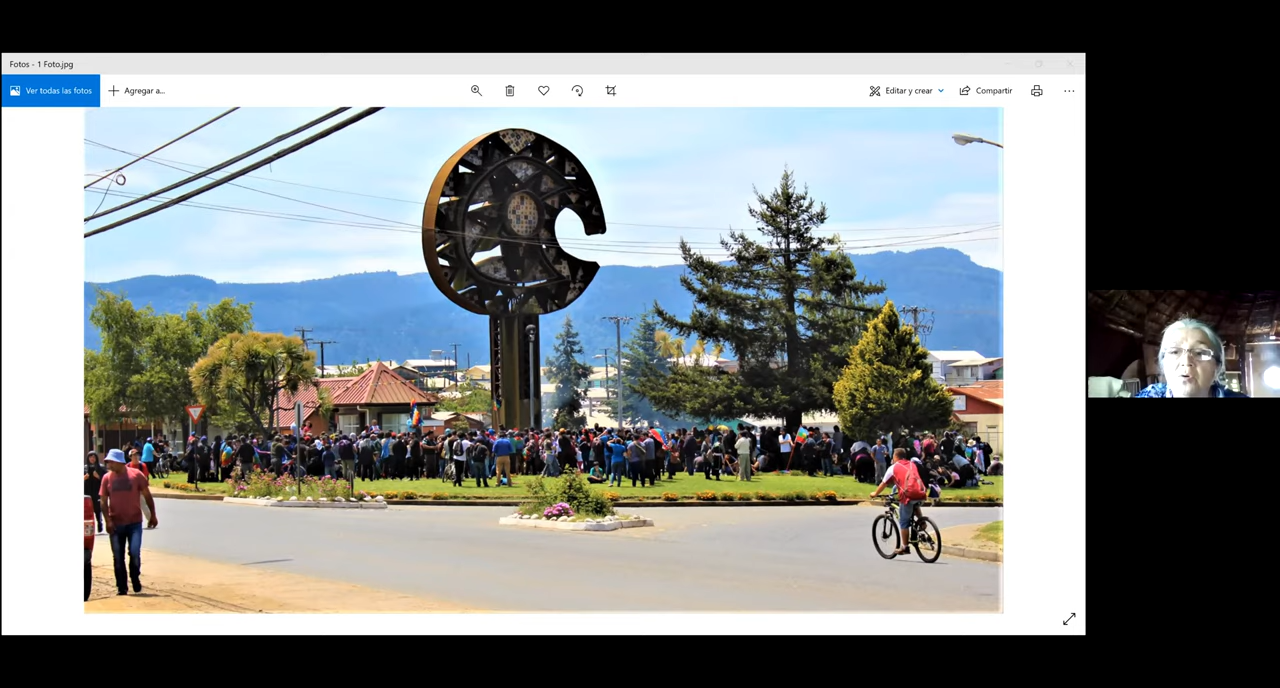 Fotos - 1 Foto.jpg
Ver todas las fotos
Agregar a...
Editar y crear
Compartir